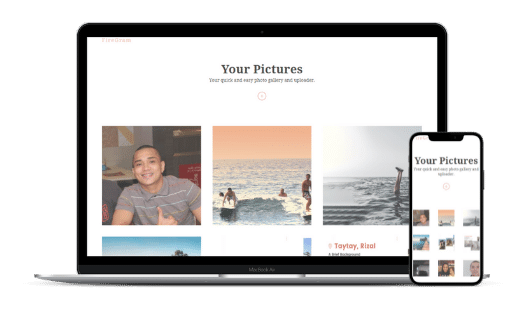 Your Pictures
Your quick and easy photo gallery and uploader.
Taytay, Rizal
MacBook Air
Your Pictures
Your quick and easy photo gallery and
uploader.